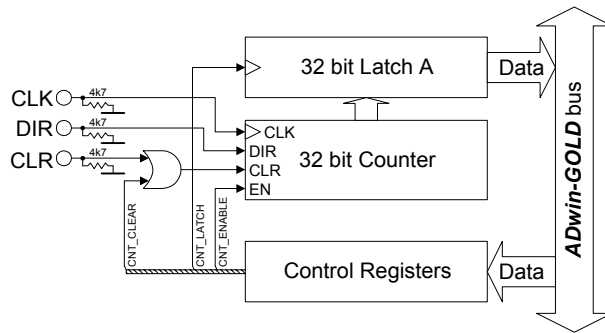 32 bit Latch A
Data
CLK
4k7
DIR
4k7
CLR
4k7
CLK
DIR
CLR
EN
32 bit Counter
CNT_CLEAR
CNT_LATCH
CNT_ENABLE
Control Registers
Data
ADwin-GOLD bus